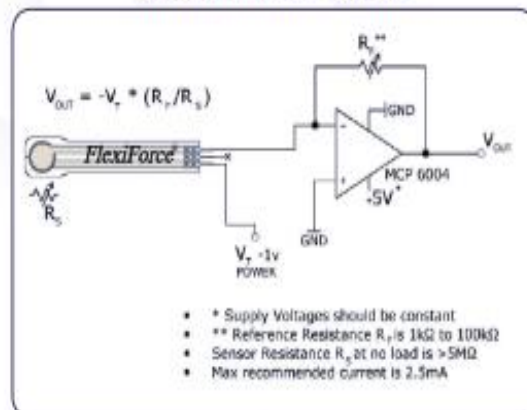 R_F**
V_OUT = -V_T * (R_F/R_S)
GND
FlexiForce
V_OUT
MCP 6004
+5V*
R_S
GND
V_T -1v
POWER
• * Supply Voltages should be constant
• ** Reference Resistance R_F is 1kΩ to 100kΩ
• Sensor Resistance R_S at no load is >5MΩ
• Max recommended current is 2.5mA